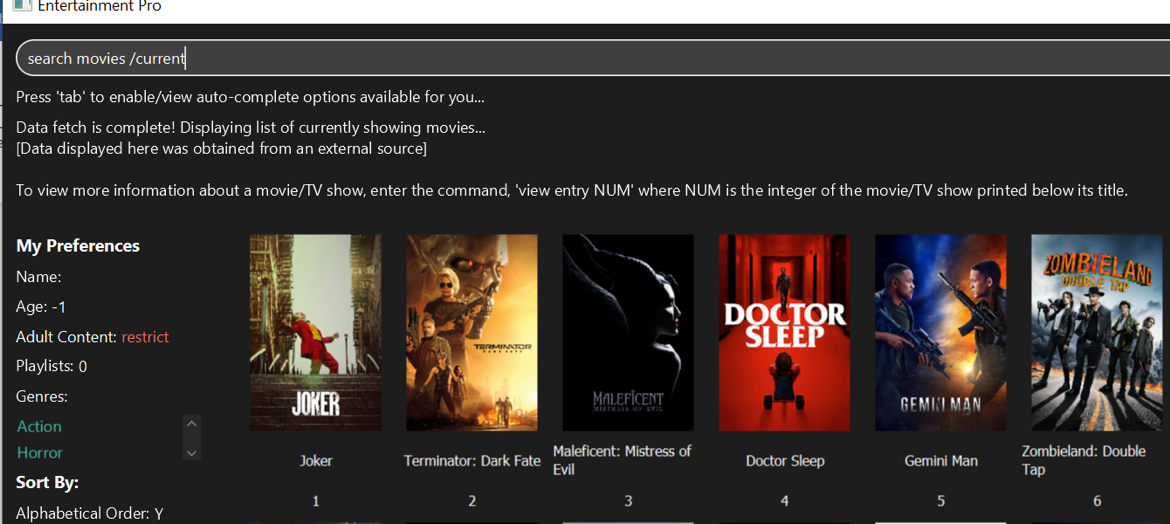 Entertainment Pro
search movies /current
Press 'tab' to enable/view auto-complete options available for you...
Data fetch is complete! Displaying list of currently showing movies...
[Data displayed here was obtained from an external source]
To view more information about a movie/TV show, enter the command, 'view entry NUM' where NUM is the integer of the movie/TV show printed below its title.
My Preferences
Name:
Age: -1
Adult Content: restrict
Playlists: 0
Genres:
Action
Horror
Sort By:
Alphabetical Order: Y
JOKER
TERMINATOR
DARK FATE
MALEFICENT
MISTRESS OF EVIL
DOCTOR
SLEEP
GEMINI MAN
ZOMBIELAND
DOUBLE TAP
Joker
Terminator: Dark Fate
Maleficent: Mistress of
Evil
Doctor Sleep
Gemini Man
Zombieland: Double
Tap
1
2
3
4
5
6